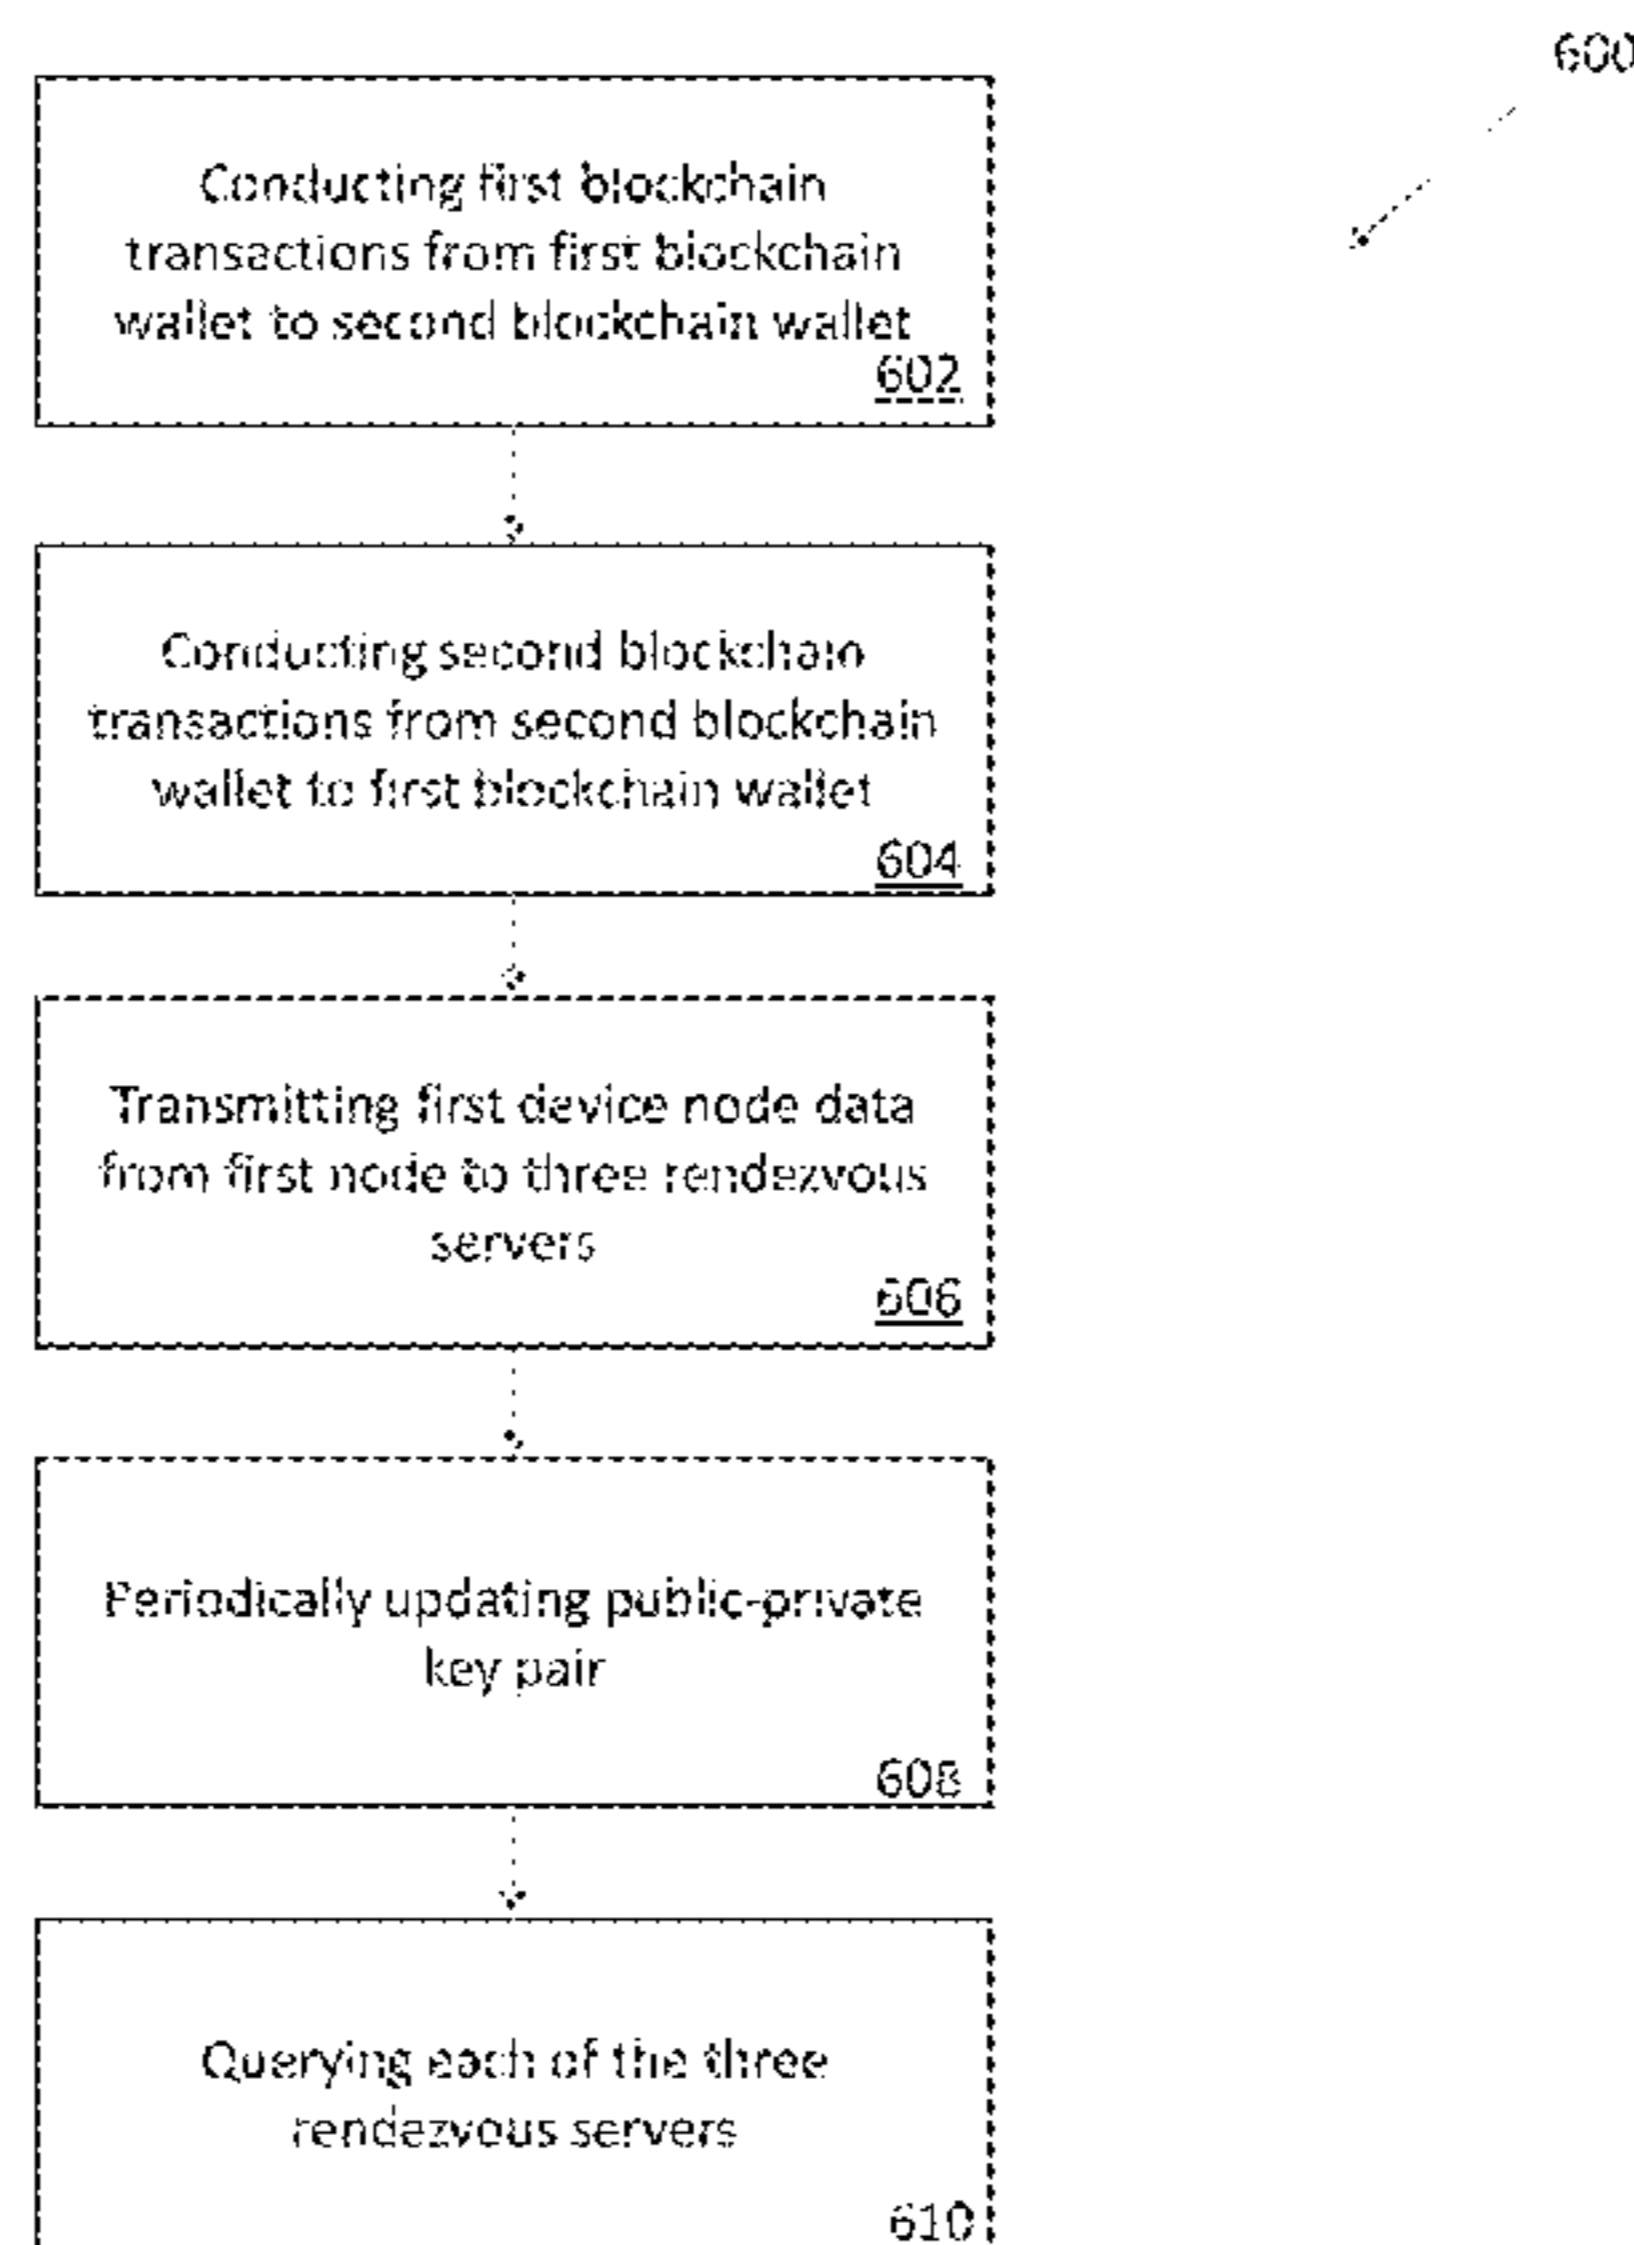 600
Conducting first blockchain
transactions from first blockchain
wallet to second blockchain wallet
602
Conducting second blockchain
transactions from second blockchain
wallet to first blockchain wallet
604
Transmitting first device node data
from first node to three rendezvous
servers
606
Periodically updating public-private
key pair
608
Querying each of the three
rendezvous servers
610